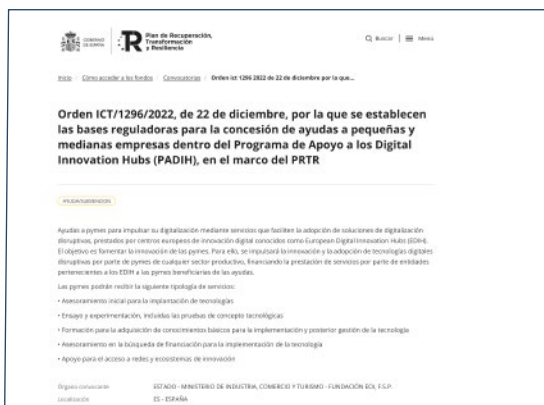 GOBIERNO
DE ESPAÑA
R
Plan de Recuperación,
Transformación
y Resiliencia
Buscar
Menú
Inicio / Cómo acceder a los fondos / Convocatorias / Orden ict 1296 2022 de 22 de diciembre por la que...
Orden ICT/1296/2022, de 22 de diciembre, por la que se establecen
las bases reguladoras para la concesión de ayudas a pequeñas y
medianas empresas dentro del Programa de Apoyo a los Digital
Innovation Hubs (PADIH), en el marco del PRTR
AYUDA/SUBVENCION
Ayudas a pymes para impulsar su digitalización mediante servicios que faciliten la adopción de soluciones de digitalización
disruptivas, prestados por centros europeos de innovación digital conocidos como European Digital Innovation Hubs (EDIH).
El objetivo es fomentar la innovación de las pymes. Para ello, se impulsará la innovación y la adopción de tecnologías digitales
disruptivas por parte de pymes de cualquier sector productivo, financiando la prestación de servicios por parte de entidades
pertenecientes a los EDIH a las pymes beneficiarias de las ayudas.
Las pymes podrán recibir la siguiente tipología de servicios:
• Asesoramiento inicial para la implantación de tecnologías
• Ensayo y experimentación, incluidas las pruebas de concepto tecnológicas
• Formación para la adquisición de conocimientos básicos para la implementación y posterior gestión de la tecnología
• Asesoramiento en la búsqueda de financiación para la implementación de la tecnología
• Apoyo para el acceso a redes y ecosistemas de innovación
Órgano convocante ESTADO - MINISTERIO DE INDUSTRIA, COMERCIO Y TURISMO - FUNDACIÓN EOI, F.S.P.
Localización ES - ESPAÑA